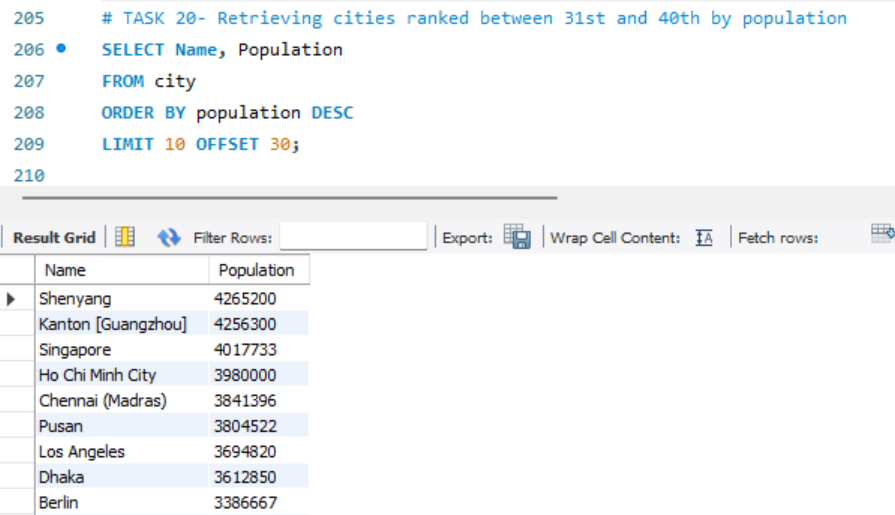 205 # TASK 20- Retrieving cities ranked between 31st and 40th by population
206 SELECT Name, Population
207 FROM city
208 ORDER BY population DESC
209 LIMIT 10 OFFSET 30;
210
Result Grid Filter Rows: Export: Wrap Cell Content: IA Fetch rows:
Name Population
Shenyang 4265200
Kanton [Guangzhou] 4256300
Singapore 4017733
Ho Chi Minh City 3980000
Chennai (Madras) 3841396
Pusan 3804522
Los Angeles 3694820
Dhaka 3612850
Berlin 3386667